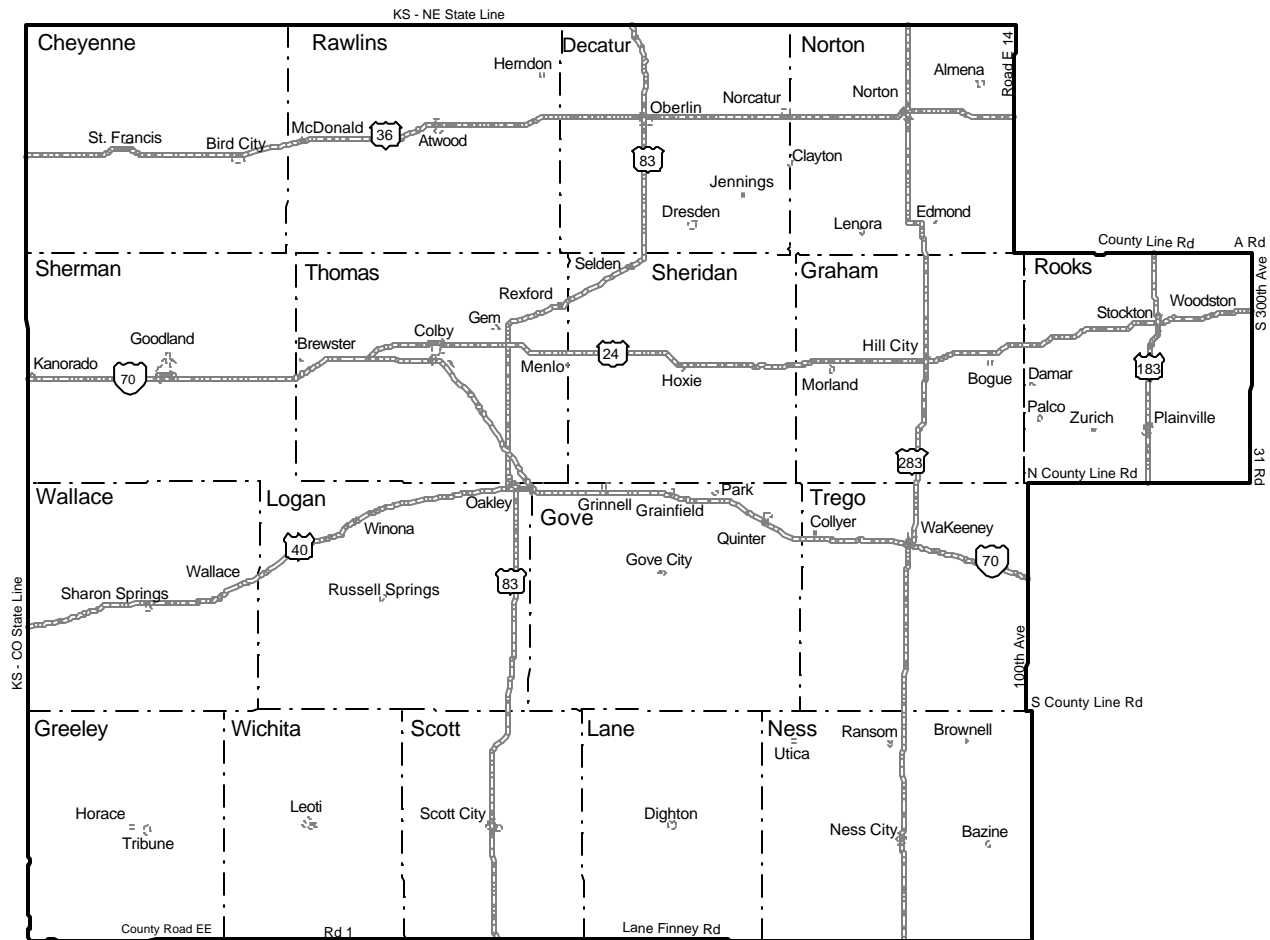 KS - NE State Line
Cheyenne
Rawlins
Decatur
Norton
Road E 14
Herndon
Almena
Norcatur
Norton
Oberlin
St. Francis
Bird City
McDonald
36
Atwood
83
Clayton
Jennings
Dresden
Lenora
Edmond
County Line Rd
A Rd
Sherman
Thomas
Selden
Sheridan
Graham
Rooks
S 300th Ave
Rexford
Gem
Stockton
Woodston
Goodland
Brewster
Colby
Hill City
Kanorado
70
Menlo
24
Hoxie
Morland
Bogue
Damar
183
Palco
Zurich
Plainville
283
N County Line Rd
31 Rd
Wallace
Logan
Oakley
Gove
Grinnell
Grainfield
Park
Trego
Winona
Quinter
Collyer
WaKeeney
40
Wallace
Gove City
70
Sharon Springs
Russell Springs
83
KS - CO State Line
100th Ave
S County Line Rd
Greeley
Wichita
Scott
Lane
Ness
Ransom
Brownell
Utica
Horace
Tribune
Leoti
Scott City
Dighton
Ness City
Bazine
County Road EE
Rd 1
Lane Finney Rd